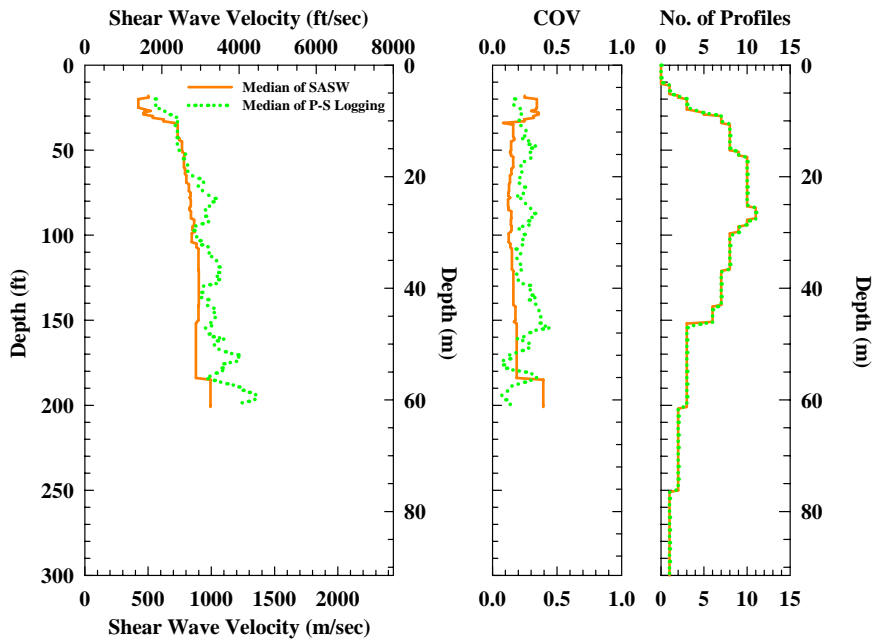 Shear Wave Velocity (ft/sec)
COV
No. of Profiles
0 2000 4000 6000 8000
0.0 0.5 1.0
0 5 10 15
0 50 100 150 200 250 300
Depth (ft)
Median of SASW
Median of P-S Logging
0 20 40 60 80
Depth (m)
0 20 40 60 80
Depth (m)
0 500 1000 1500 2000
0.0 0.5 1.0
0 5 10 15
Shear Wave Velocity (m/sec)